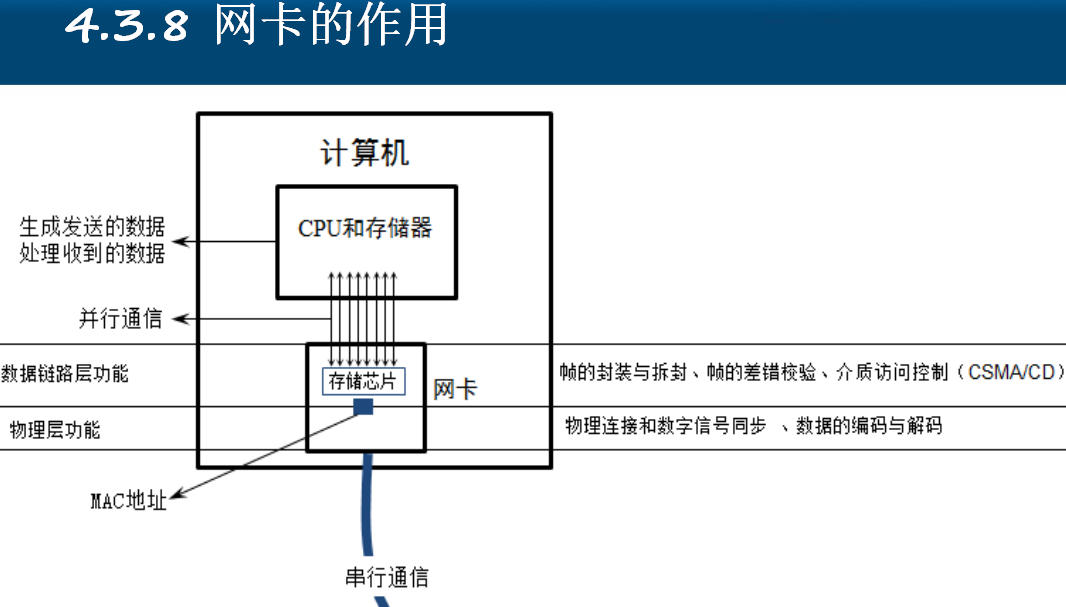 4.3.8 网卡的作用
计算机
CPU和存储器
生成发送的数据
处理收到的数据
并行通信
数据链路层功能
存储芯片
网卡
帧的封装与拆封、帧的差错校验、介质访问控制（CSMA/CD）
物理层功能
物理连接和数字信号同步 、数据的编码与解码
MAC地址
串行通信